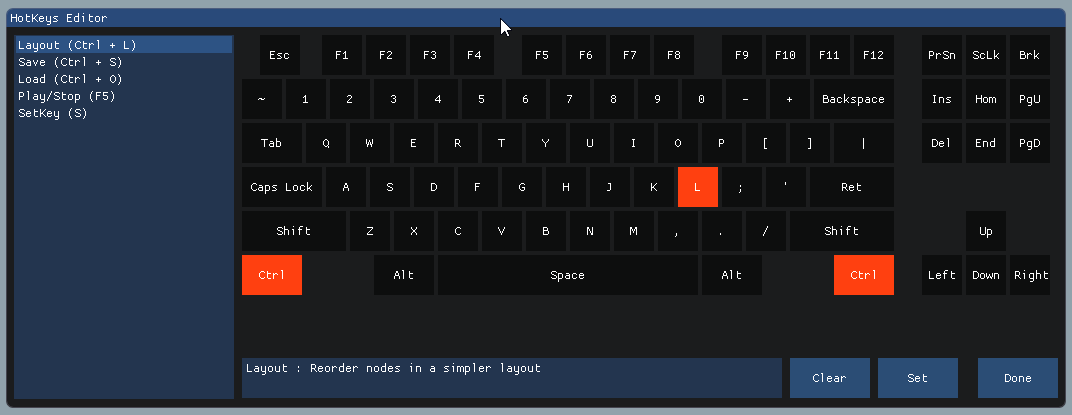 HotKeys Editor
Layout (Ctrl + L)
Save (Ctrl + S)
Load (Ctrl + O)
Play/Stop (F5)
SetKey (S)
Esc F1 F2 F3 F4 F5 F6 F7 F8 F9 F10 F11 F12 PrSn ScLk Brk
~ 1 2 3 4 5 6 7 8 9 0 - + Backspace Ins Hom PgU
Tab Q W E R T Y U I O P [ ] | Del End PgD
Caps Lock A S D F G H J K L ; ' Ret
Shift Z X C V B N M , . / Shift Up
Ctrl Alt Space Alt Ctrl Left Down Right
Layout : Reorder nodes in a simpler layout
Clear Set Done